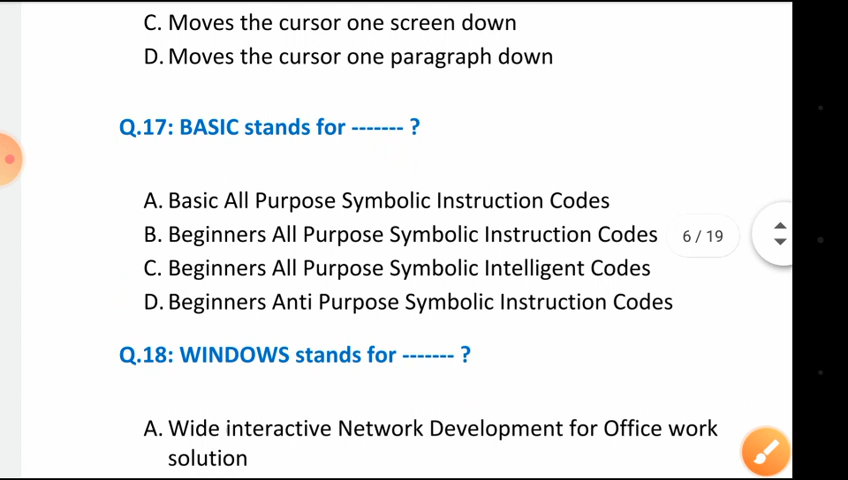 C. Moves the cursor one screen down
D. Moves the cursor one paragraph down
Q.17: BASIC stands for ------- ?
A. Basic All Purpose Symbolic Instruction Codes
B. Beginners All Purpose Symbolic Instruction Codes
6 / 19
C. Beginners All Purpose Symbolic Intelligent Codes
D. Beginners Anti Purpose Symbolic Instruction Codes
Q.18: WINDOWS stands for ------- ?
A. Wide interactive Network Development for Office work
solution